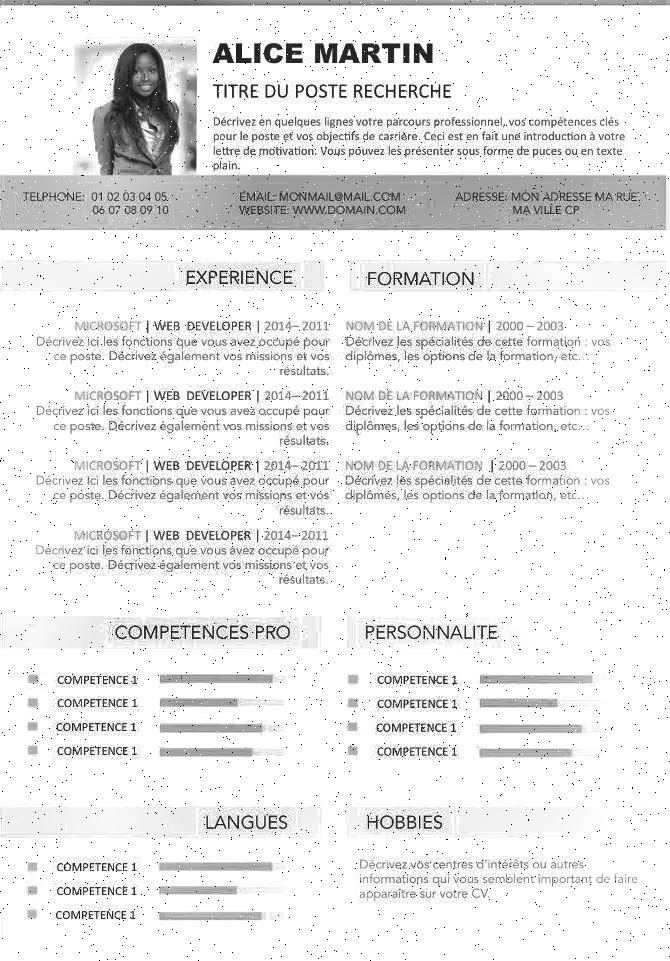 ALICE MARTIN
TITRE DU POSTE RECHERCHE
Décrivez en quelques lignes votre parcours professionnel, vos compétences clés
pour le poste et vos objectifs de carrière. Ceci est en fait une introduction à votre
lettre de motivation. Vous pouvez les présenter sous forme de puces ou en texte
plain.
TELPHONE: 01 02 03 04 05
06 07 08 09 10
EMAIL: MONMAIL@MAIL.COM
WEBSITE: WWW.DOMAIN.COM
ADRESSE: MON ADRESSE MA RUE,
MA VILLE CP
EXPERIENCE
MICROSOFT | WEB DEVELOPER | 2014–2011
Décrivez ici les fonctions que vous avez occupé pour
ce poste. Décrivez également vos missions et vos
résultats.
MICROSOFT | WEB DEVELOPER | 2014–2011
Décrivez ici les fonctions que vous avez occupé pour
ce poste. Décrivez également vos missions et vos
résultats.
MICROSOFT | WEB DEVELOPER | 2014–2011
Décrivez ici les fonctions que vous avez occupé pour
ce poste. Décrivez également vos missions et vos
résultats.
MICROSOFT | WEB DEVELOPER | 2014–2011
Décrivez ici les fonctions que vous avez occupé pour
ce poste. Décrivez également vos missions et vos
résultats.
FORMATION
NOM DE LA FORMATION | 2000 – 2003
Décrivez les spécialités de cette formation : vos
diplômes, les options de la formation, etc...
NOM DE LA FORMATION | 2000 – 2003
Décrivez les spécialités de cette formation : vos
diplômes, les options de la formation, etc...
NOM DE LA FORMATION | 2000 – 2003
Décrivez les spécialités de cette formation : vos
diplômes, les options de la formation, etc...
COMPETENCES PRO
COMPETENCE 1
COMPETENCE 1
COMPETENCE 1
COMPETENCE 1
PERSONNALITE
COMPETENCE 1
COMPETENCE 1
COMPETENCE 1
COMPETENCE 1
LANGUES
COMPETENCE 1
COMPETENCE 1
COMPETENCE 1
HOBBIES
Décrivez vos centres d'intérêts ou autres
informations qui vous semblent important de faire
apparaître sur votre CV.